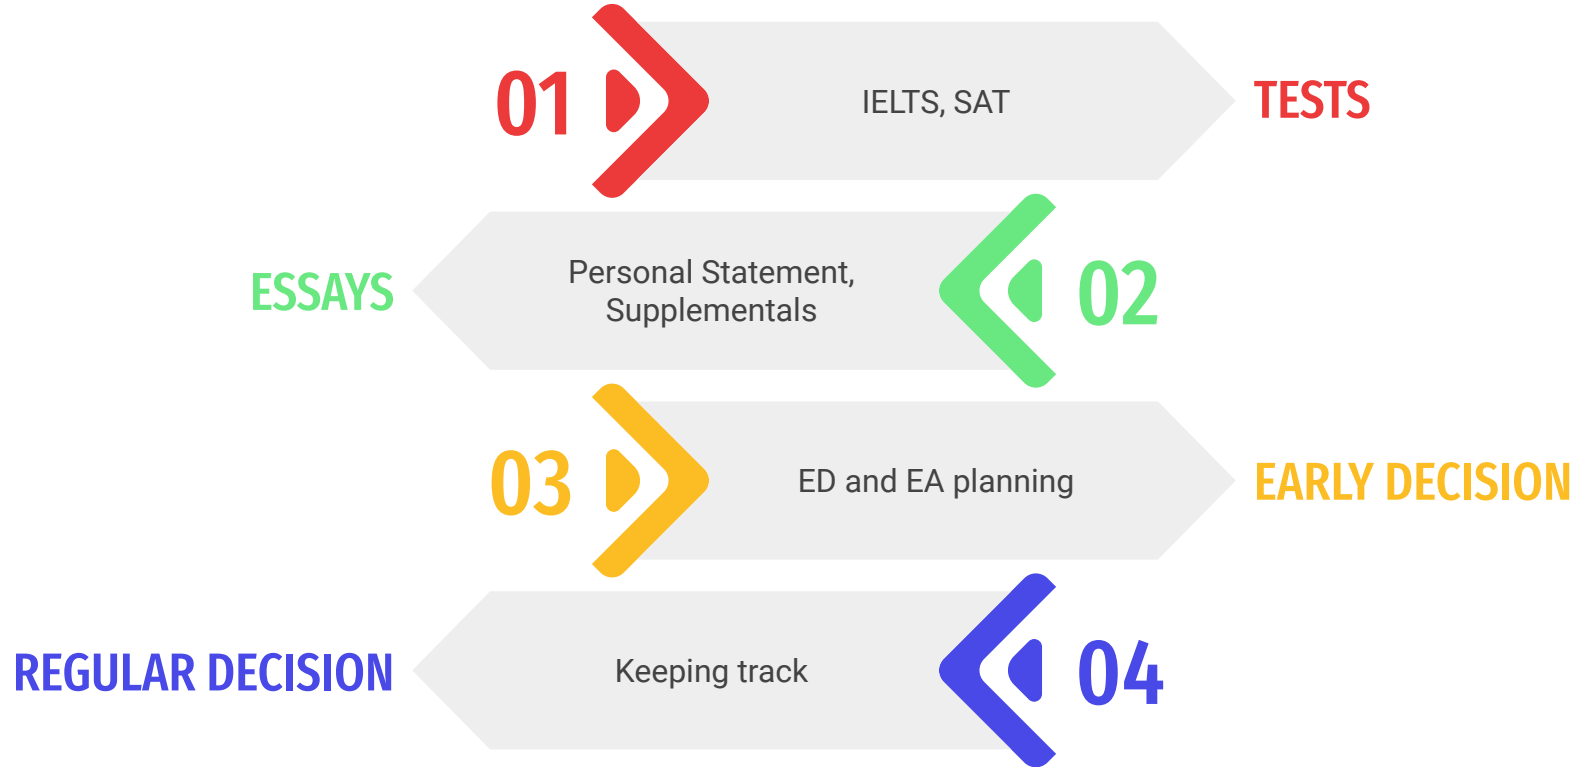 01
IELTS, SAT
TESTS
ESSAYS
Personal Statement,
Supplementals
02
03
ED and EA planning
EARLY DECISION
REGULAR DECISION
Keeping track
04